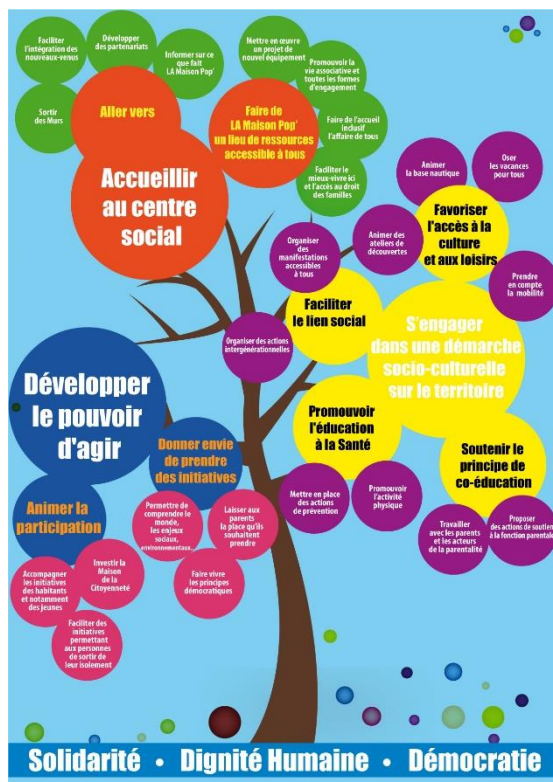 Faciliter
l'intégration des
nouveaux-venus
Développer
des partenariats
Informer sur ce
que fait
LA Maison Pop'
Sortir
des Murs
Aller vers
Accueillir
au centre
social
Mettre en œuvre
un projet de
nouvel équipement
Promouvoir la
vie associative et
toutes les formes
d'engagement
Faire de l'accueil
inclusif
l'affaire de tous
Faciliter le
mieux-vivre ici
et l'accès au droit
des familles
Faire de
LA Maison Pop'
un lieu de ressources
accessible à tous
Animer
la base nautique
Oser
les vacances
pour tous
Favoriser
l'accès à la
culture
et aux loisirs
Animer des
ateliers de
découvertes
Prendre
en compte
la mobilité
Organiser
des
manifestations
accessibles
à tous
Faciliter
le lien social
Organiser des actions
intergénérationnelles
S'engager
dans une démarche
socio-culturelle
sur le territoire
Développer
le pouvoir
d'agir
Promouvoir
l'éducation
à la Santé
Mettre en place
des actions
de prévention
Promouvoir
l'activité
physique
Soutenir le
principe de
co-éducation
Travailler
avec les parents
et les acteurs
de la parentalité
Proposer
des actions de soutien
à la fonction parentale
Donner envie
de prendre
des initiatives
Animer la
participation
Permettre de
comprendre le
monde,
les enjeux
sociaux,
environnementaux...
Laisser aux
parents
la place qu'ils
souhaitent
prendre
Faire vivre
les principes
démocratiques
Investir la
Maison
de la
Citoyenneté
Accompagner
les initiatives
des habitants
et notamment
des jeunes
Faciliter des
initiatives
permettant
aux personnes
de sortir de
leur isolement
Solidarité • Dignité Humaine • Démocratie